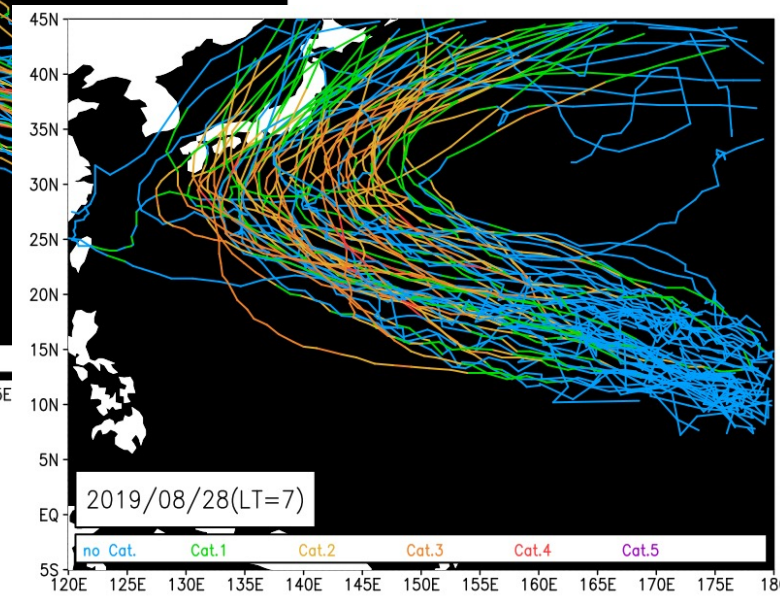 45N
40N
35N
30N
25N
20N
15N
10N
5N
EQ
5S
5E
2019/08/28(LT=7)
no Cat. Cat.1 Cat.2 Cat.3 Cat.4 Cat.5
120E 125E 130E 135E 140E 145E 150E 155E 160E 165E 170E 175E 180